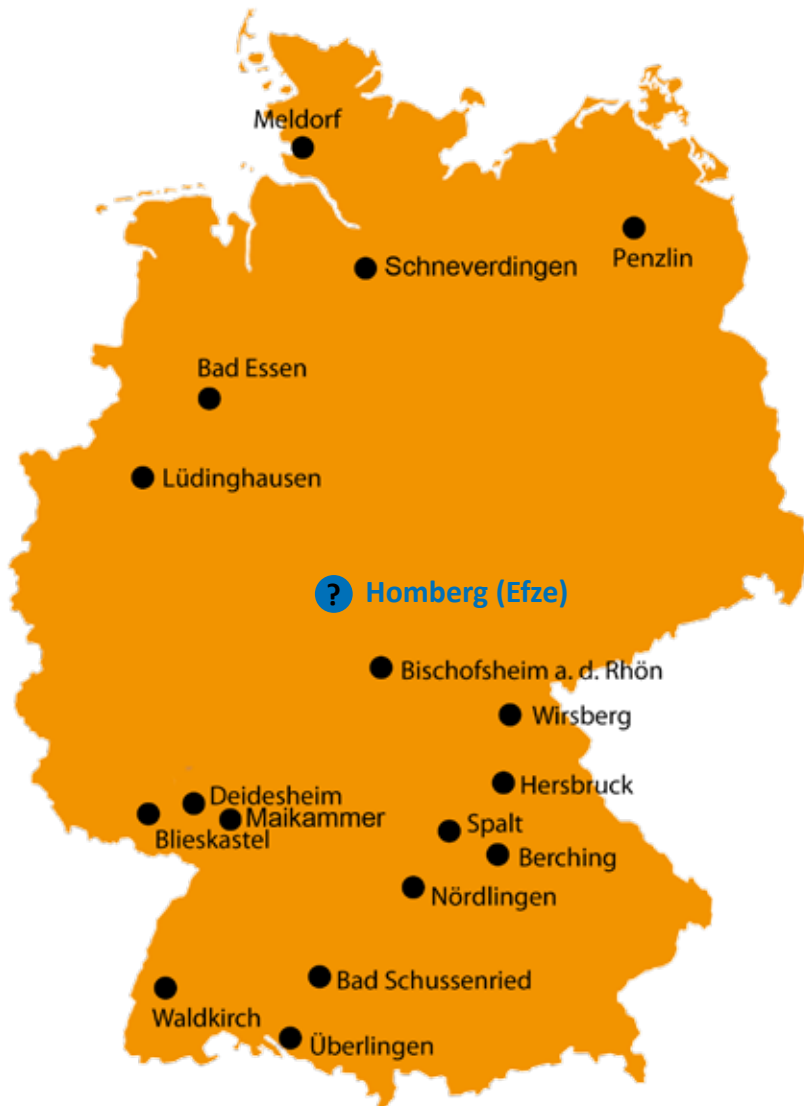 Meldorf
Penzlin
Schneverdingen
Bad Essen
Lüdinghausen
? Homberg (Efze)
Bischofsheim a. d. Rhön
Wirsberg
Hersbruck
Deidesheim
Maikammer
Blieskastel
Spalt
Berching
Nördlingen
Bad Schussenried
Waldkirch
Überlingen